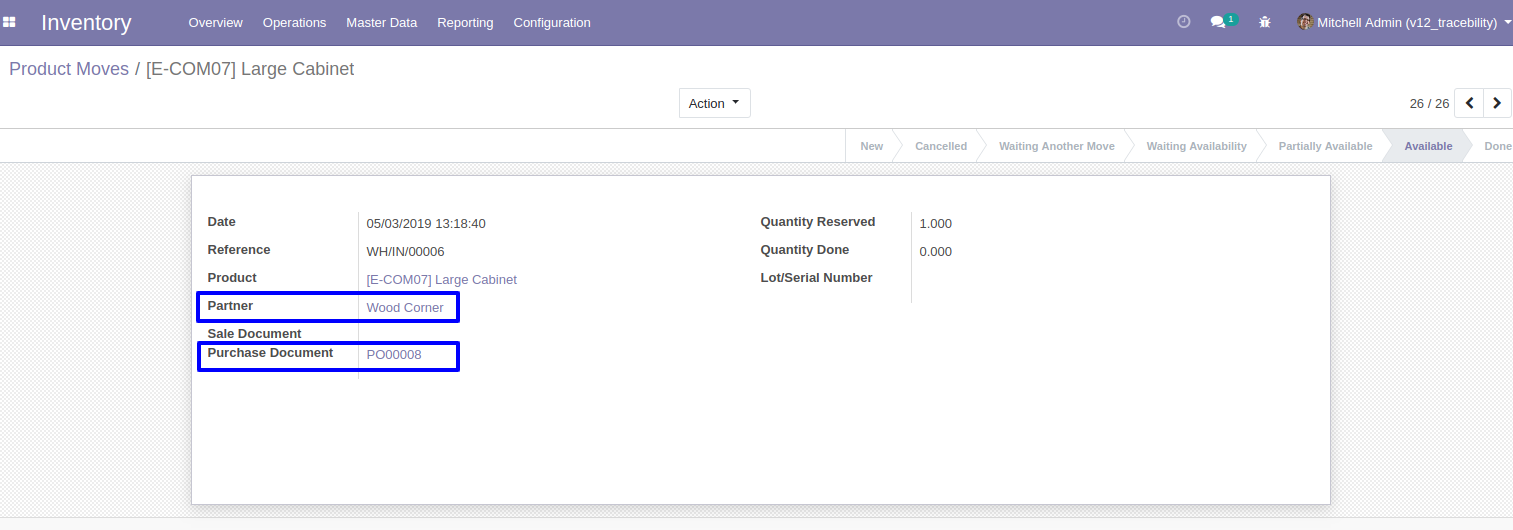 Inventory Overview Operations Master Data Reporting Configuration 1 Mitchell Admin (v12_tracebility)
Product Moves / [E-COM07] Large Cabinet
Action 26 / 26
New Cancelled Waiting Another Move Waiting Availability Partially Available Available Done
Date 05/03/2019 13:18:40 Quantity Reserved 1.000
Reference WH/IN/00006 Quantity Done 0.000
Product [E-COM07] Large Cabinet Lot/Serial Number
Partner Wood Corner
Sale Document
Purchase Document PO00008